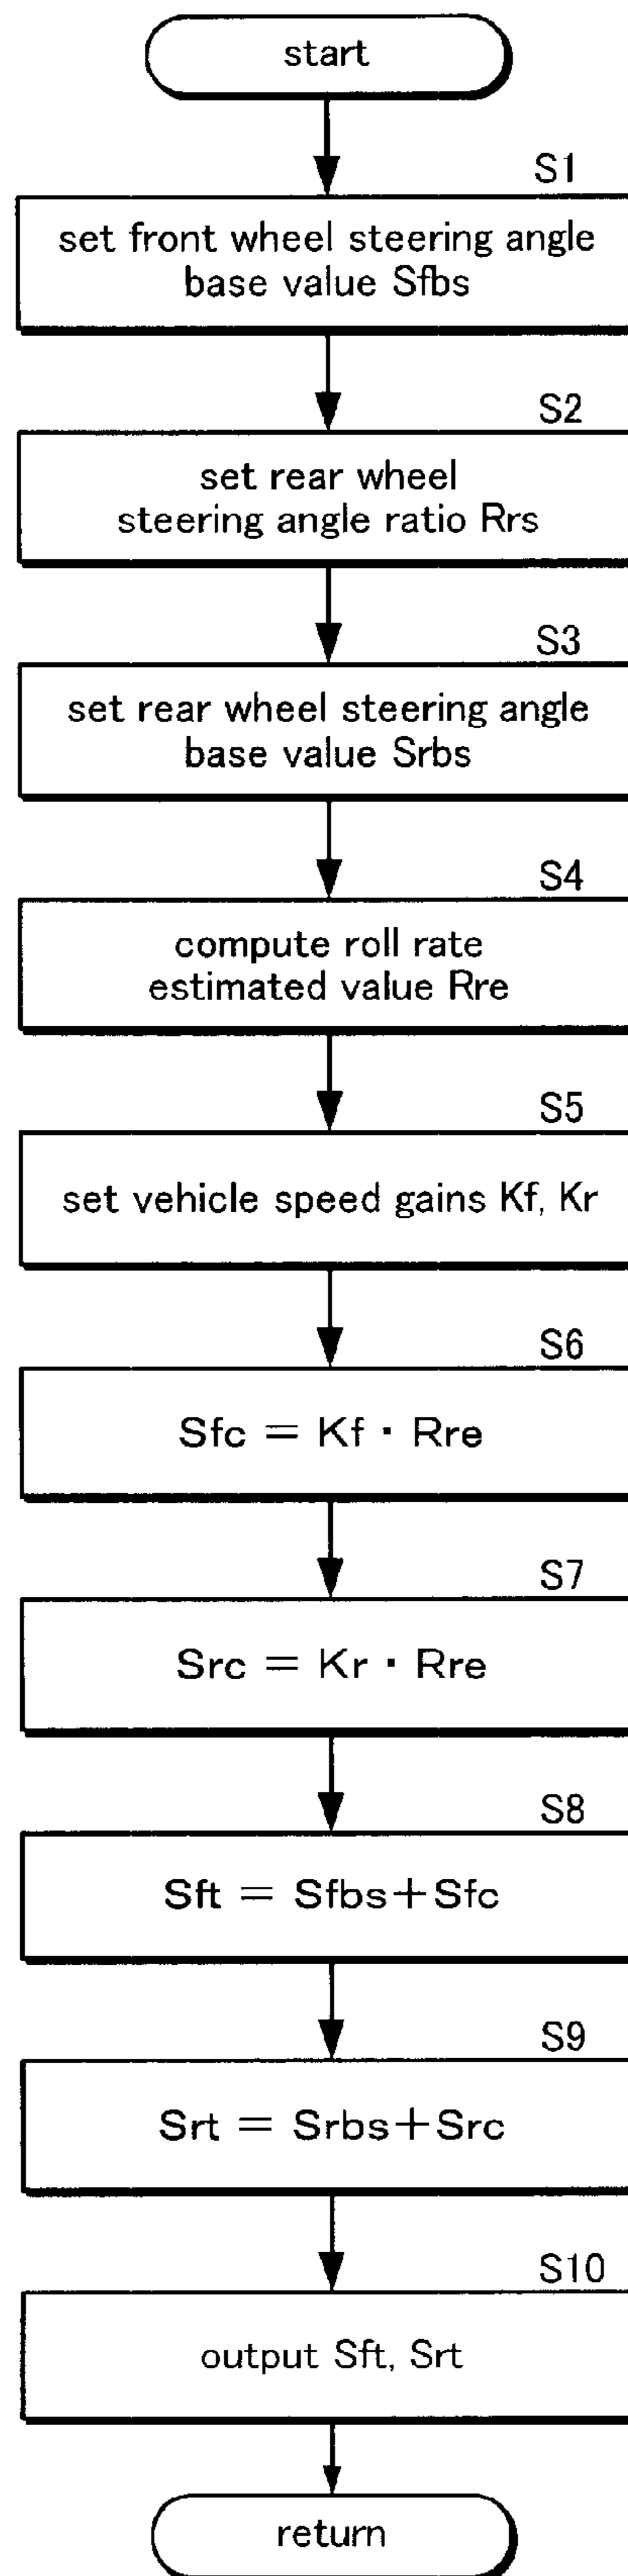 start
S1
set front wheel steering angle
base value Sfbs
S2
set rear wheel
steering angle ratio Rrs
S3
set rear wheel steering angle
base value Srbs
S4
compute roll rate
estimated value Rre
S5
set vehicle speed gains Kf, Kr
S6
Sfc = Kf · Rre
S7
Src = Kr · Rre
S8
Sft = Sfbs+Sfc
S9
Srt = Srbs+Src
S10
output Sft, Srt
return